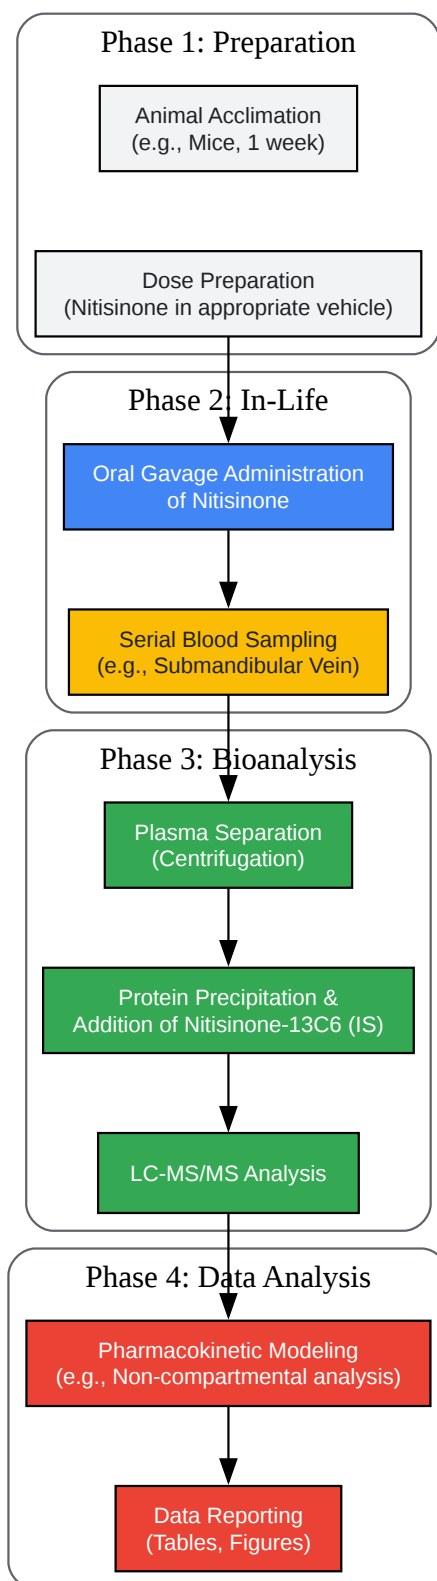 Phase 1: Preparation
Animal Acclimation
(e.g., Mice, 1 week)
Dose Preparation
(Nitisinone in appropriate vehicle)
Phase 2: In-Life
Oral Gavage Administration
of Nitisinone
Serial Blood Sampling
(e.g., Submandibular Vein)
Phase 3: Bioanalysis
Plasma Separation
(Centrifugation)
Protein Precipitation &
Addition of Nitisinone-13C6 (IS)
LC-MS/MS Analysis
Phase 4: Data Analysis
Pharmacokinetic Modeling
(e.g., Non-compartmental analysis)
Data Reporting
(Tables, Figures)